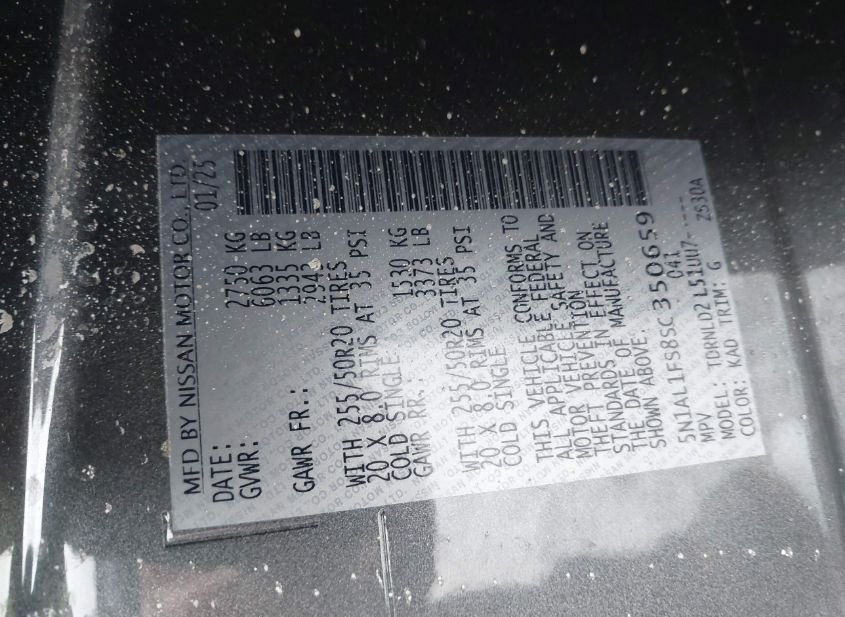 MFD BY NISSAN MOTOR CO., LTD.
DATE: 01/25
GVWR: 2750 KG
6063 LB
GAWR FR.: 1335 KG
2943 LB
WITH 255/50R20 TIRES
20 X 8.0 RIMS AT 35 PSI
COLD SINGLE.
GAWR RR.: 1530 KG
3373 LB
WITH 255/50R20 TIRES
20 X 8.0 RIMS AT 35 PSI
COLD SINGLE.
THIS VEHICLE CONFORMS TO
ALL APPLICABLE FEDERAL
MOTOR VEHICLE SAFETY AND
THEFT PREVENTION
STANDARDS IN EFFECT ON
THE DATE OF MANUFACTURE
SHOWN ABOVE.
5N1AL1FS8SC350659
MPV 041
MODEL: TDRNLD2L51UU7-----
COLOR: KAD TRIM: G 2S30A